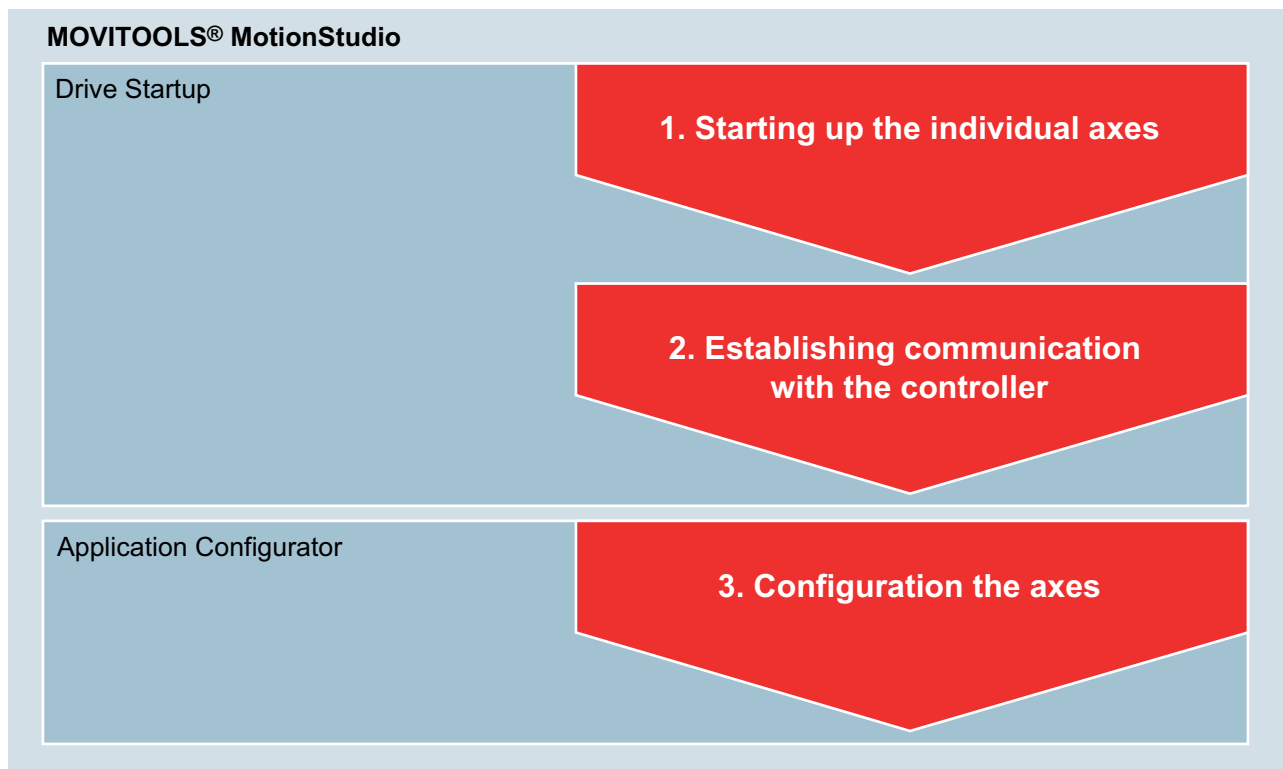 MOVITOOLS® MotionStudio
Drive Startup
1. Starting up the individual axes
2. Establishing communication
with the controller
Application Configurator
3. Configuration the axes